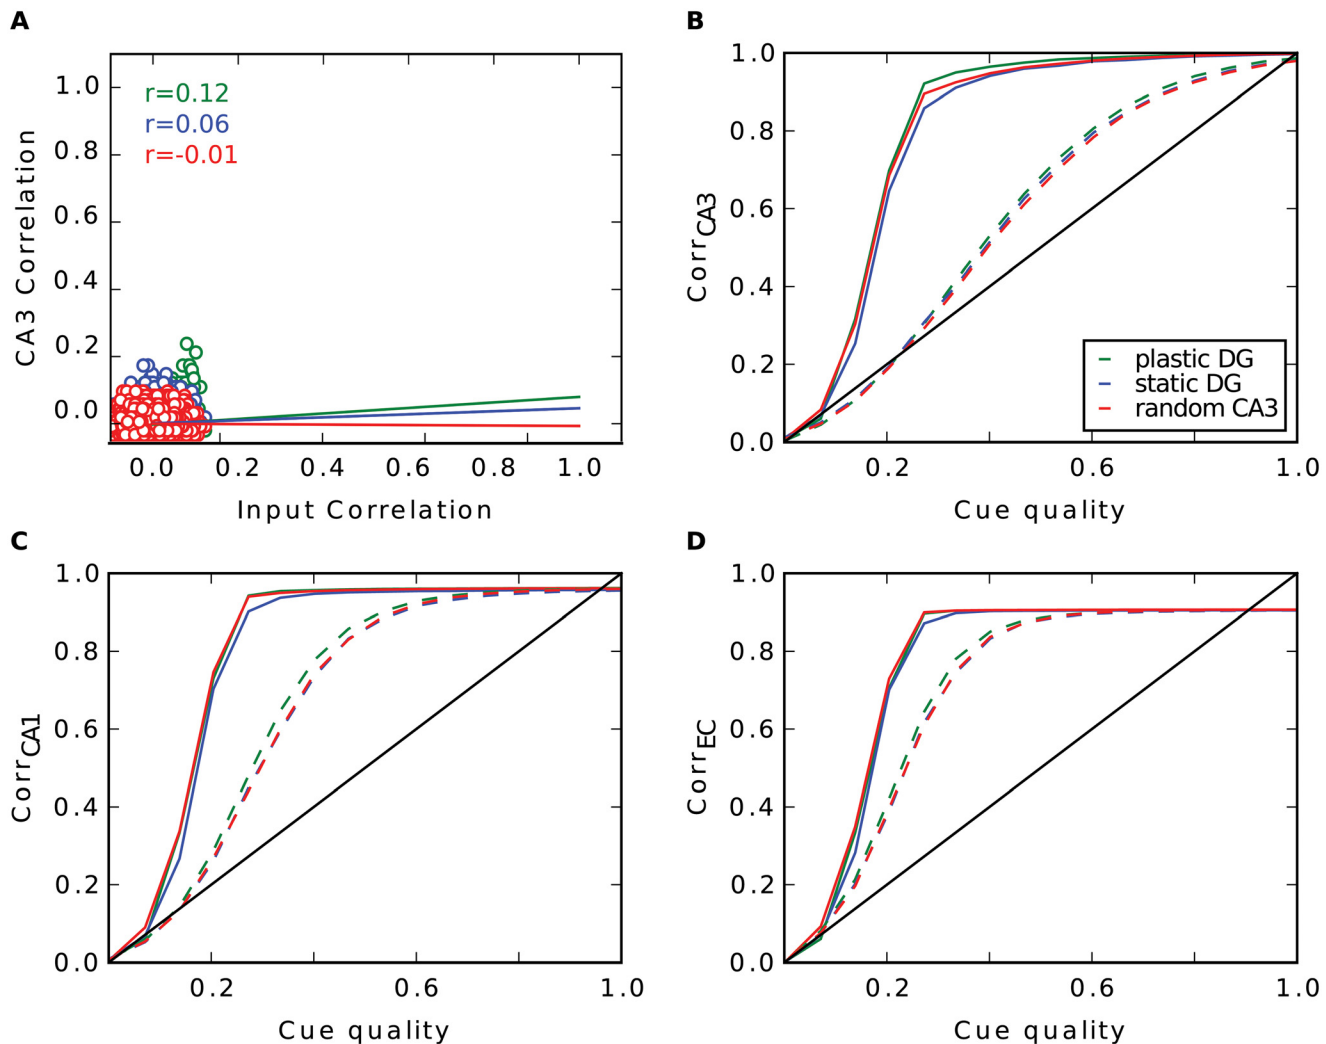 A
CA3 Correlation
1.0
0.8
0.6
0.4
0.2
0.0
r=0.12
r=0.06
r=-0.01
0.0 0.2 0.4 0.6 0.8 1.0
Input Correlation
B
CorrCA3
1.0
0.8
0.6
0.4
0.2
0.0
plastic DG
static DG
random CA3
0.2 0.6 1.0
Cue quality
C
CorrCA1
1.0
0.8
0.6
0.4
0.2
0.0
0.2 0.6 1.0
Cue quality
D
CorrEC
1.0
0.8
0.6
0.4
0.2
0.0
0.2 0.6 1.0
Cue quality